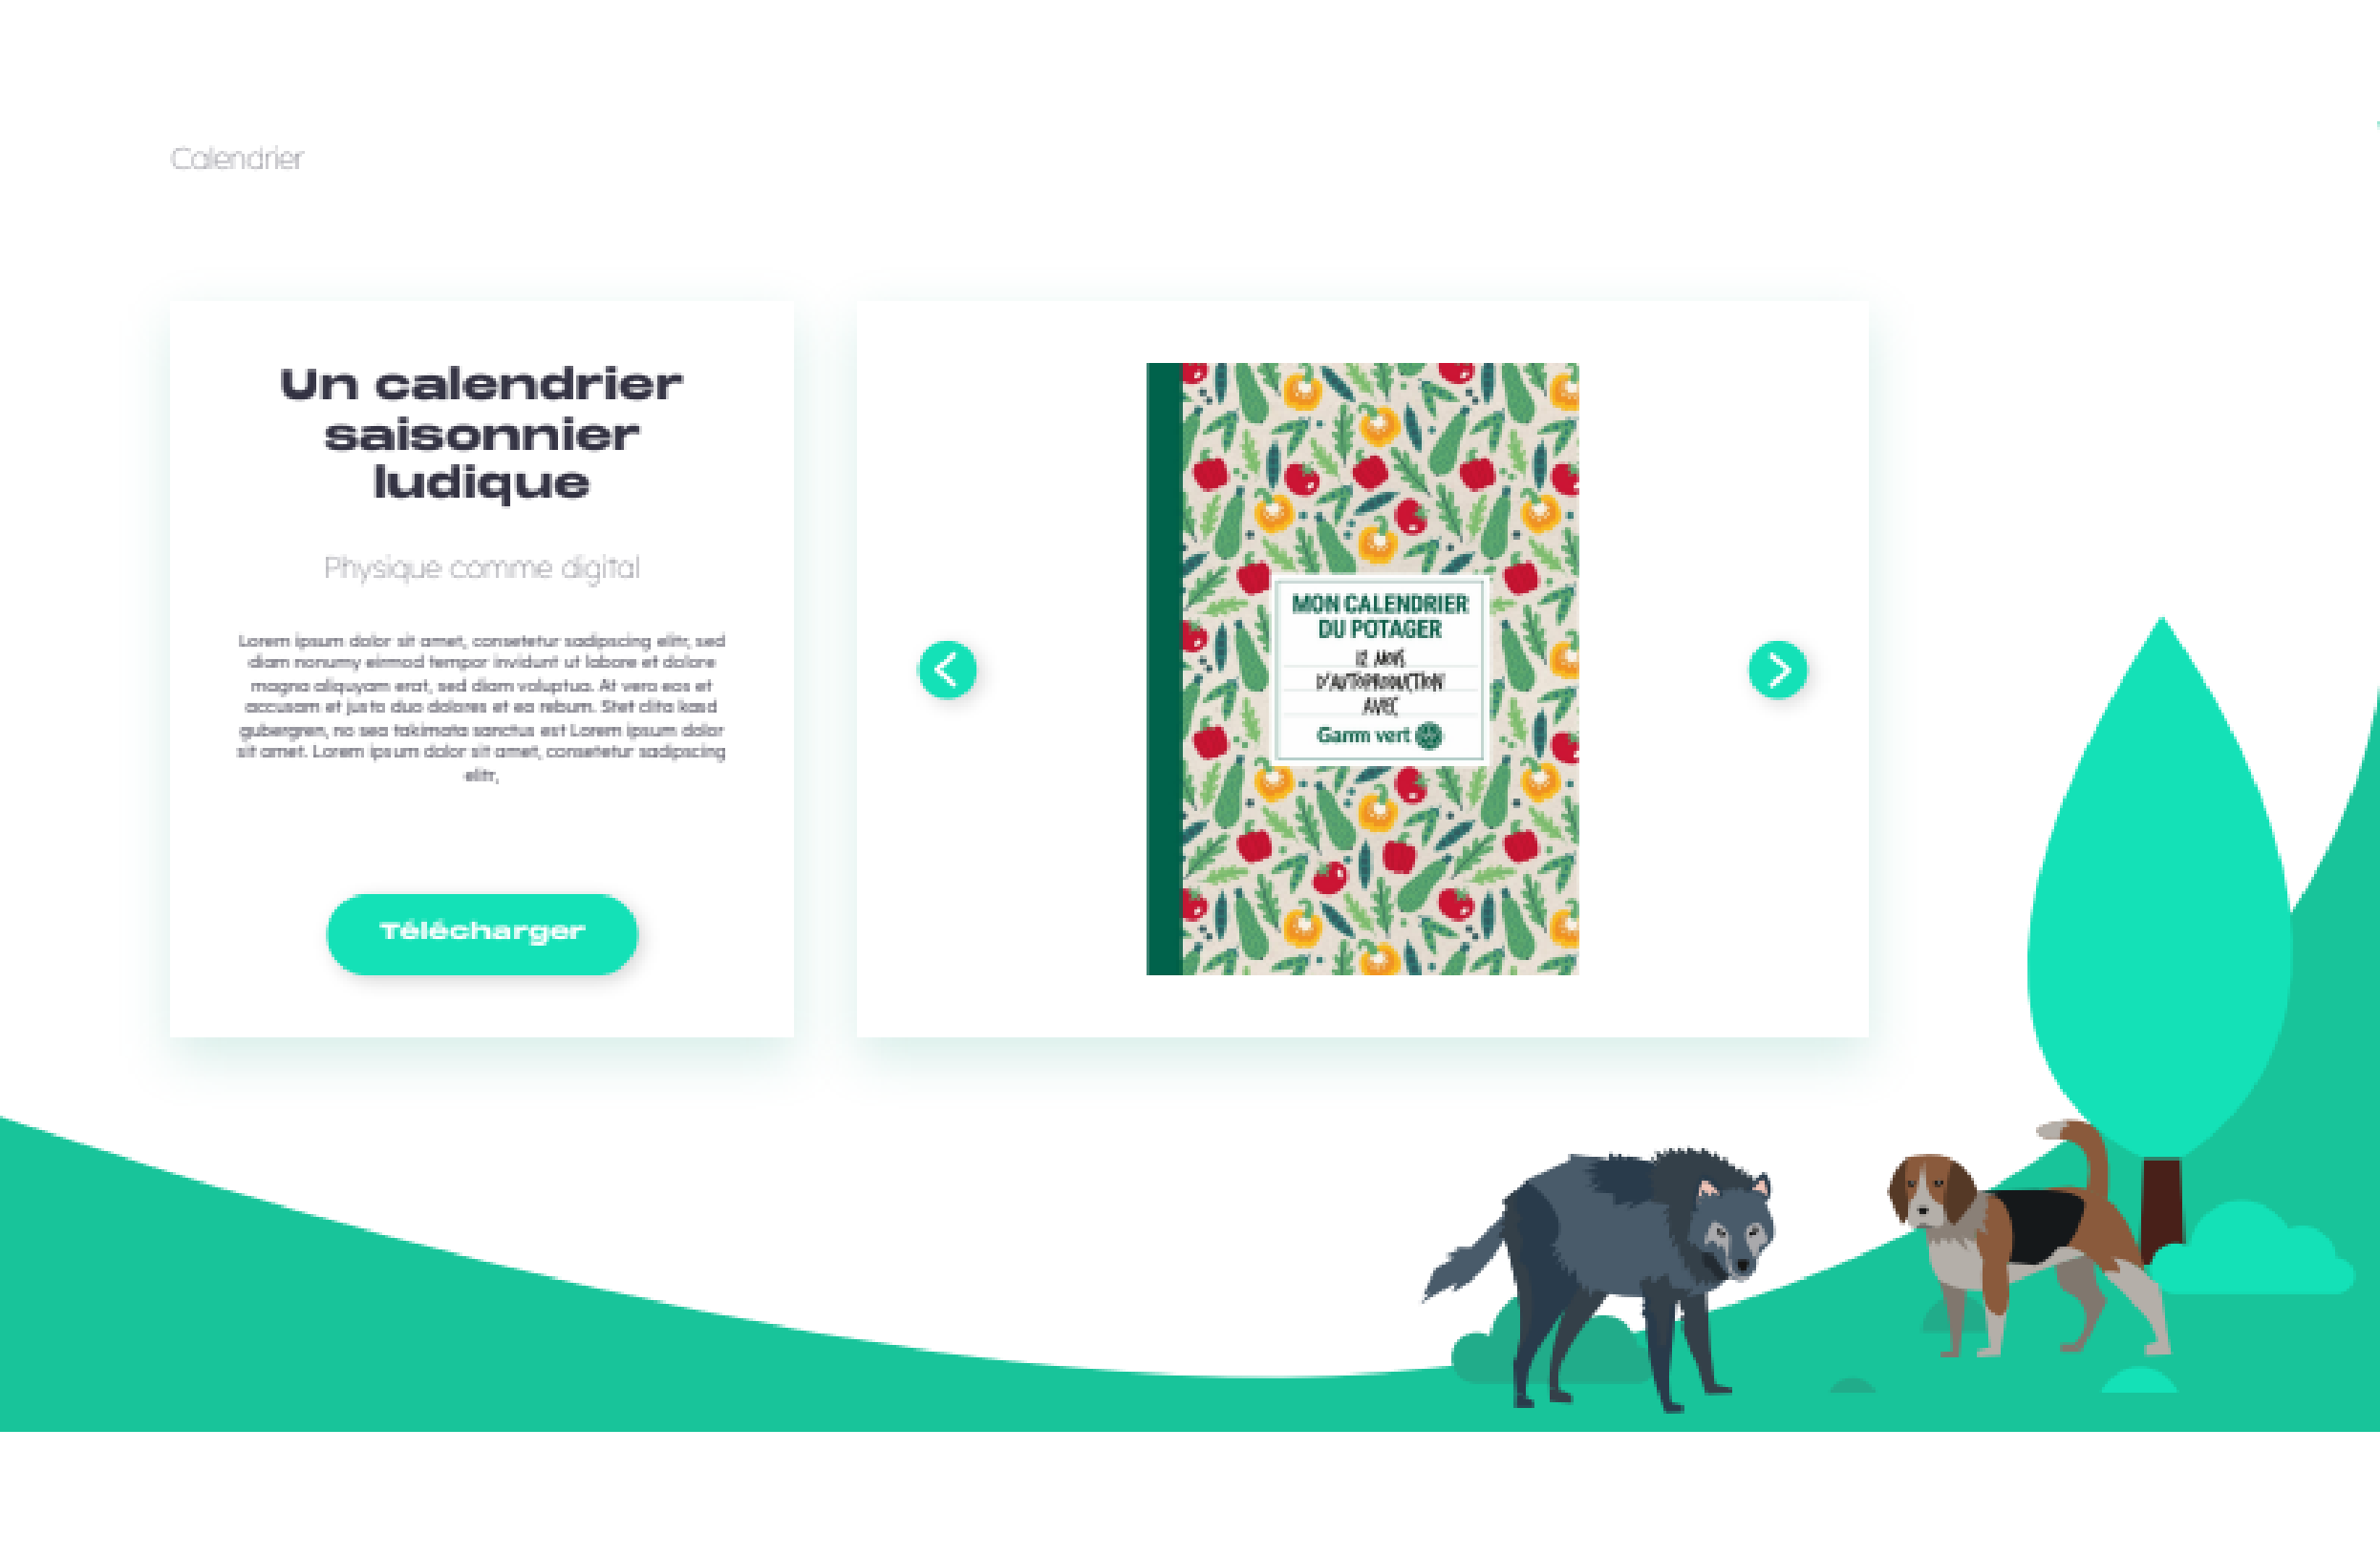 Calendrier
Un calendrier
saisonnier
ludique
Physique comme digital
Lorem ipsum dolor sit amet, consetetur sadipscing elitr, sed
diam nonumy eirmod tempor invidunt ut labore et dolore
magna aliquyam erat, sed diam voluptua. At vero eos et
accusam et justo duo dolores et ea rebum. Stet clita kasd
gubergren, no sea takimata sanctus est Lorem ipsum dolor
sit amet. Lorem ipsum dolor sit amet, consetetur sadipscing
elitr,
Télécharger
MON CALENDRIER
DU POTAGER
12 MOIS
D'AUTOPRODUCTION
AVEC
Gamm vert